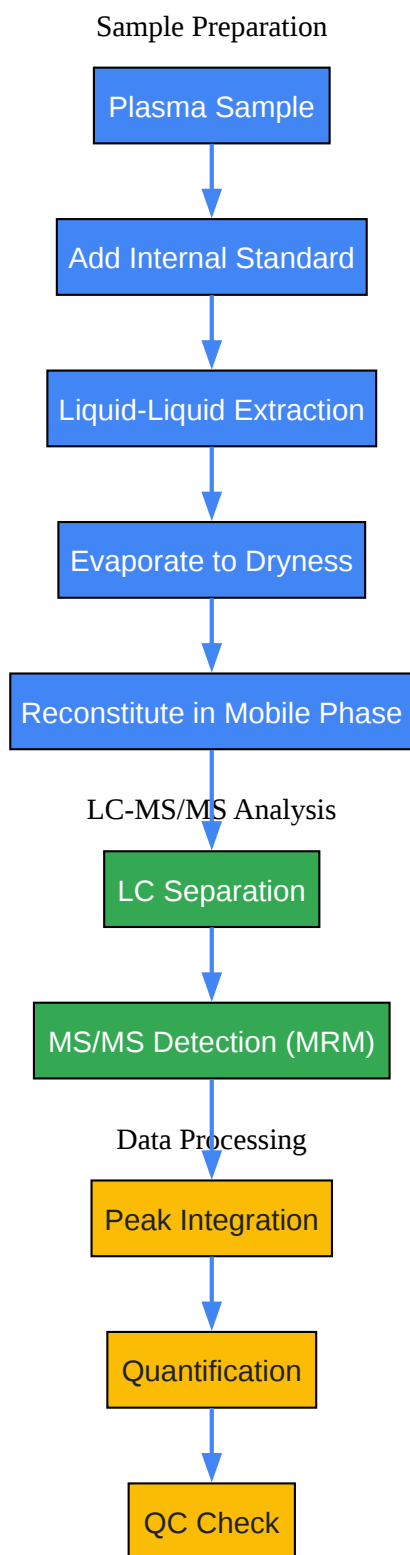 Sample Preparation
Plasma Sample
Add Internal Standard
Liquid-Liquid Extraction
Evaporate to Dryness
Reconstitute in Mobile Phase
LC-MS/MS Analysis
LC Separation
MS/MS Detection (MRM)
Data Processing
Peak Integration
Quantification
QC Check